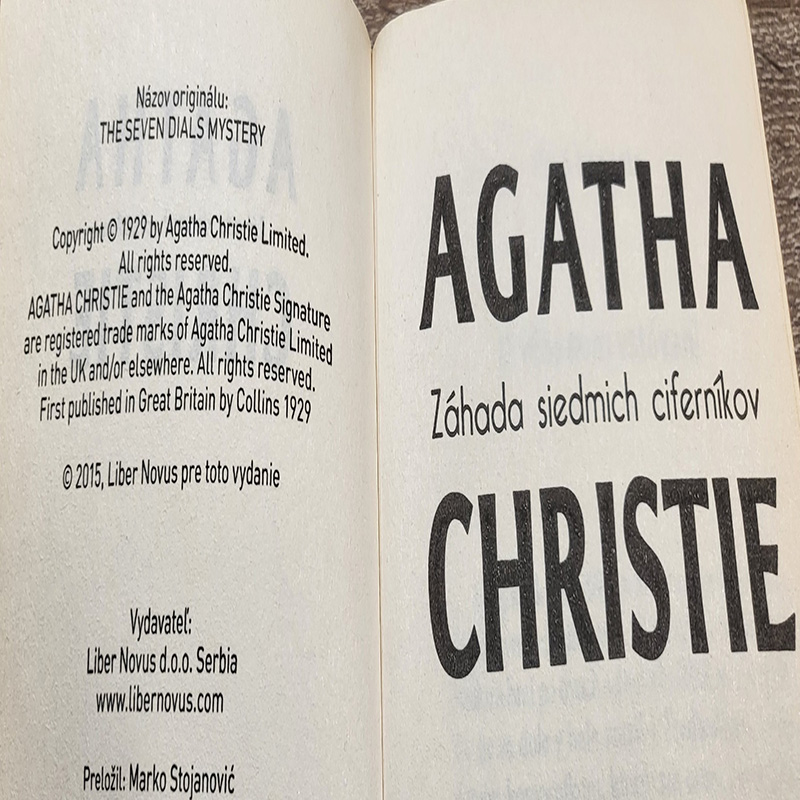 Názov originálu:
THE SEVEN DIALS MYSTERY
Copyright © 1929 by Agatha Christie Limited.
All rights reserved.
AGATHA CHRISTIE and the Agatha Christie Signature
are registered trade marks of Agatha Christie Limited
in the UK and/or elsewhere. All rights reserved.
First published in Great Britain by Collins 1929
© 2015, Liber Novus pre toto vydanie
Vydavateľ:
Liber Novus d.o.o. Serbia
www.libernovus.com
Preložil: Marko Stojanović
AGATHA
Záhada siedmich ciferníkov
CHRISTIE